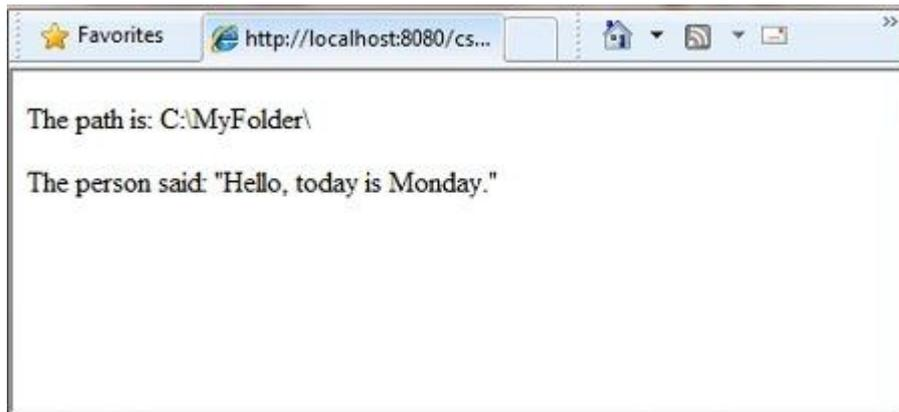 Favorites
http://localhost:8080/cs...
The path is: C:\MyFolder\
The person said: "Hello, today is Monday."